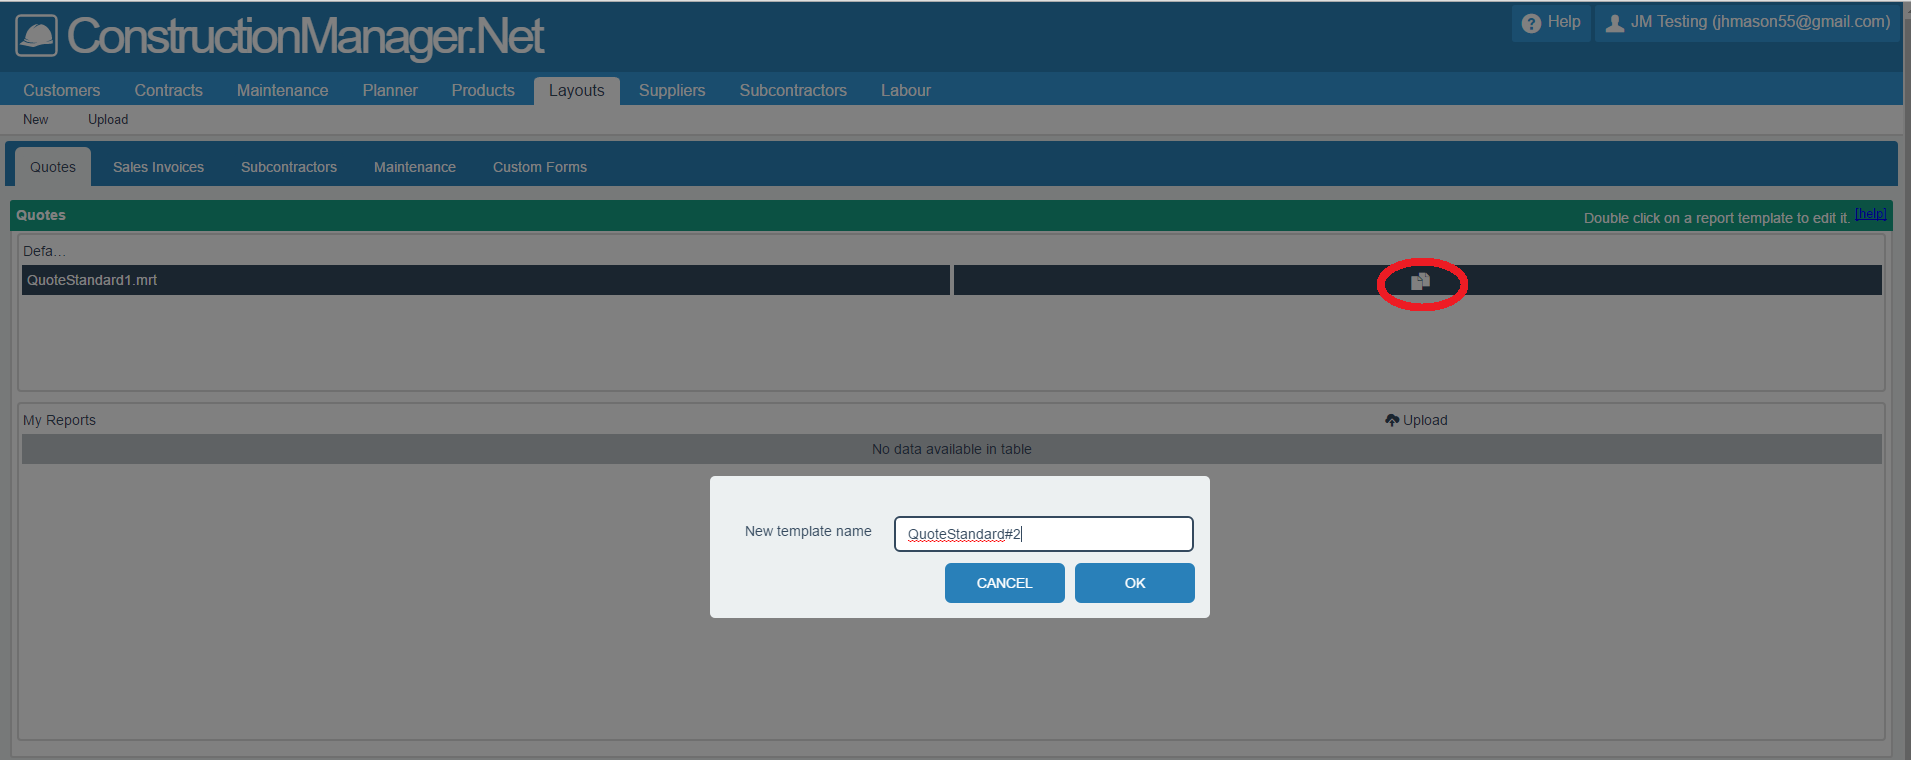 ConstructionManager.Net
Help JM Testing (jhmason55@gmail.com)
Customers Contracts Maintenance Planner Products Layouts Suppliers Subcontractors Labour
New Upload
Quotes Sales Invoices Subcontractors Maintenance Custom Forms
Quotes Double click on a report template to edit it. [help]
Defa...
QuoteStandard1.mrt
My Reports Upload
No data available in table
New template name QuoteStandard#2
CANCEL OK